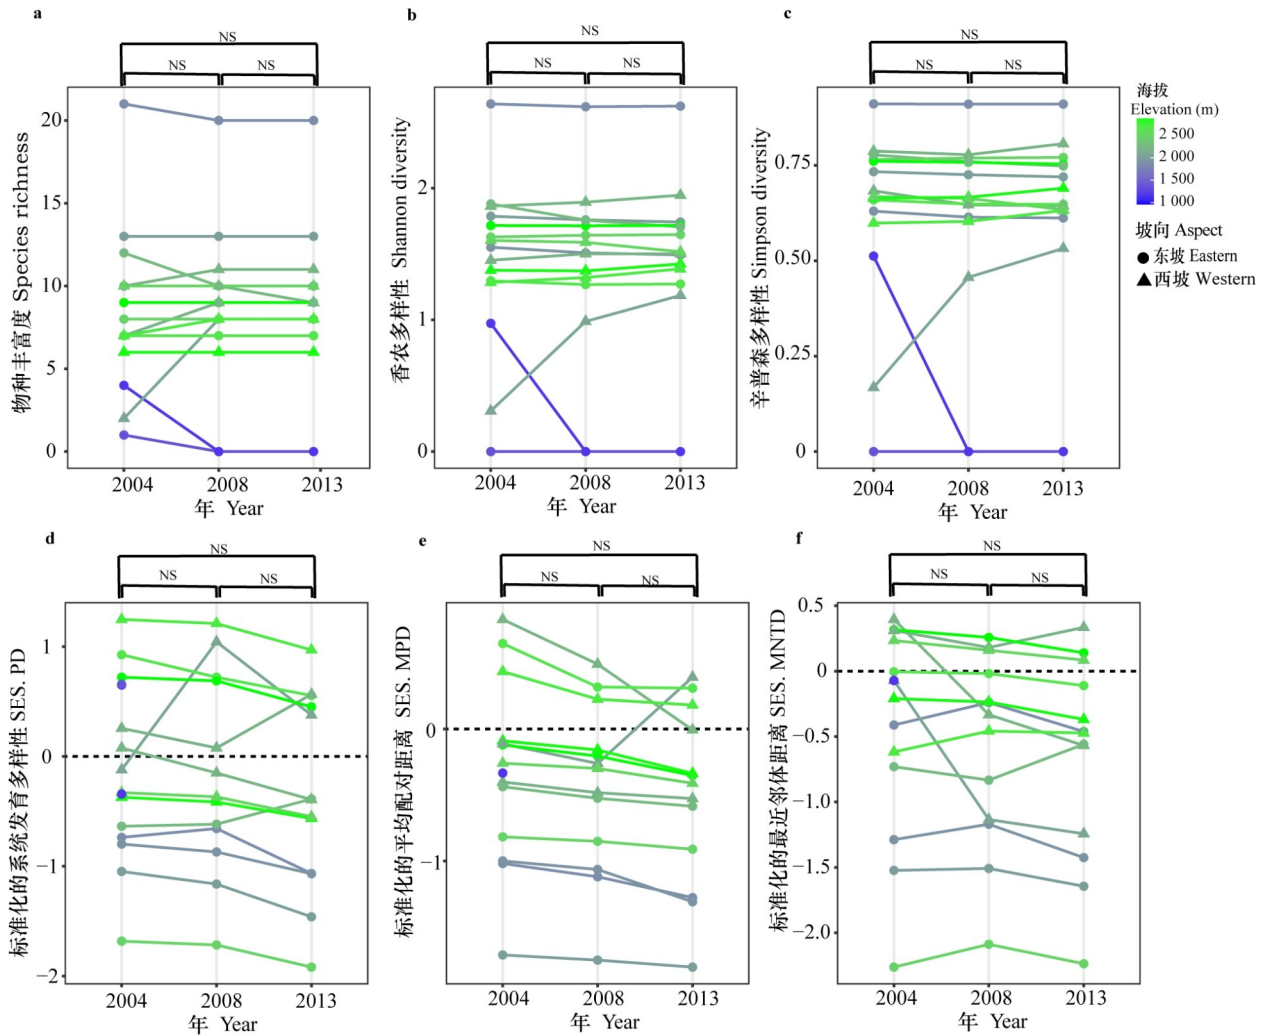 a
b
c
NS
NS NS
NS
NS NS
NS
NS NS
物种丰富度 Species richness
20
15
10
5
0
2004 2008 2013
年 Year
香农多样性 Shannon diversity
2
1
0
2004 2008 2013
年 Year
辛普森多样性 Simpson diversity
0.75
0.50
0.25
0
2004 2008 2013
年 Year
海拔
Elevation (m)
2 500
2 000
1 500
1 000
坡向 Aspect
东坡 Eastern
西坡 Western
d
e
f
NS
NS NS
NS
NS NS
NS
NS NS
标准化的系统发育多样性 SES. PD
1
0
−1
−2
2004 2008 2013
年 Year
标准化的平均配对距离 SES. MPD
0
−1
2004 2008 2013
年 Year
标准化的最近邻体距离 SES. MNTD
0.5
0
−0.5
−1.0
−1.5
−2.0
2004 2008 2013
年 Year